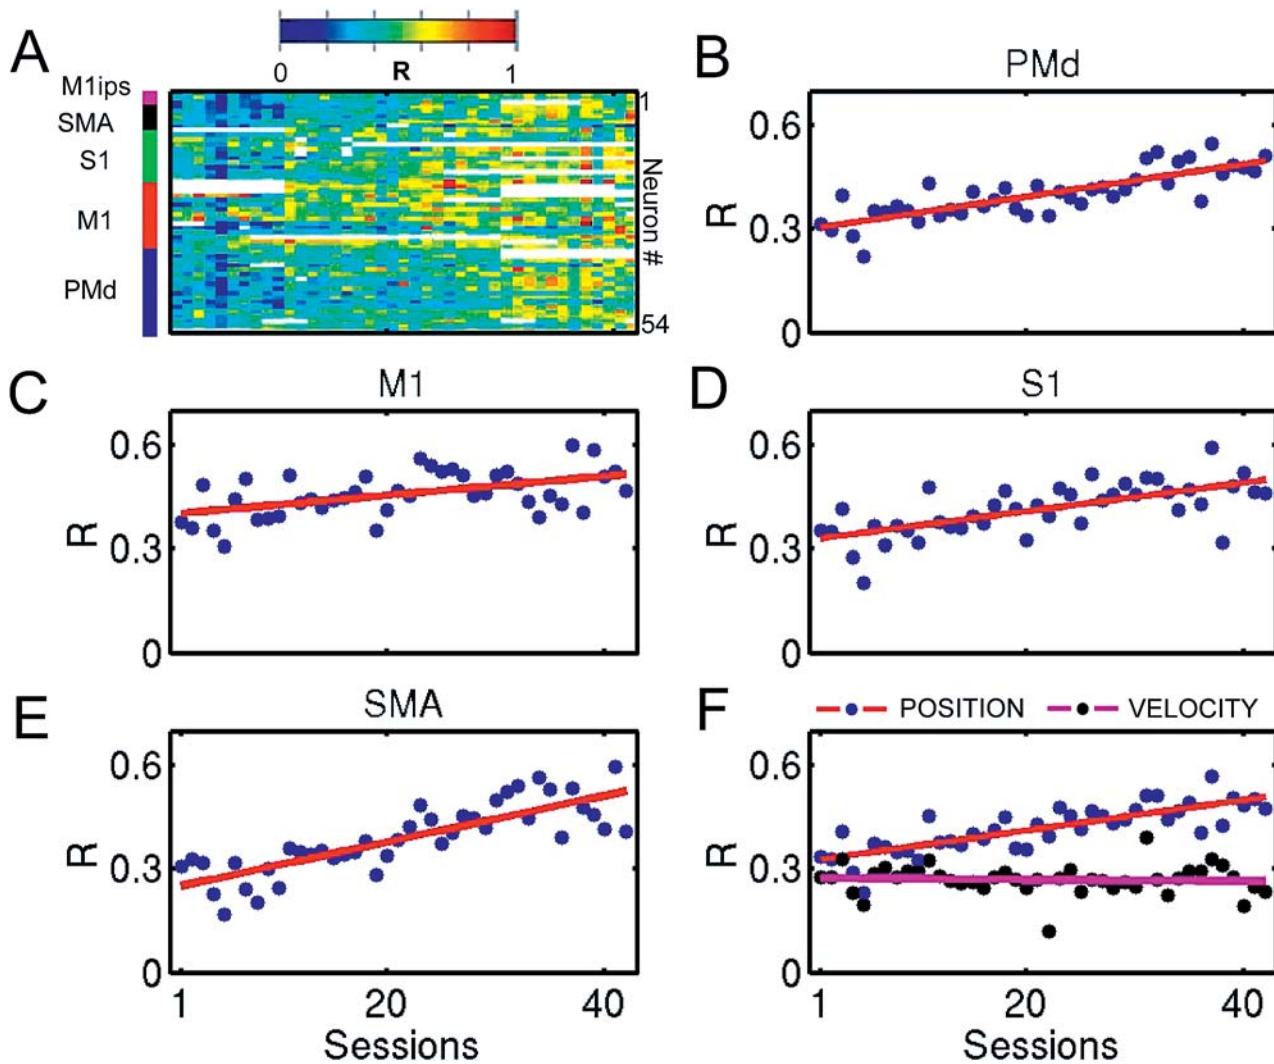 A
0 R 1
M1ips
SMA
S1
M1
PMd
1
Neuron #
54
B
PMd
R
0.6
0.3
0
C
M1
R
0.6
0.3
0
D
S1
R
0.6
0.3
0
E
SMA
R
0.6
0.3
0
1 20 40
Sessions
F
POSITION VELOCITY
R
0.6
0.3
0
1 20 40
Sessions